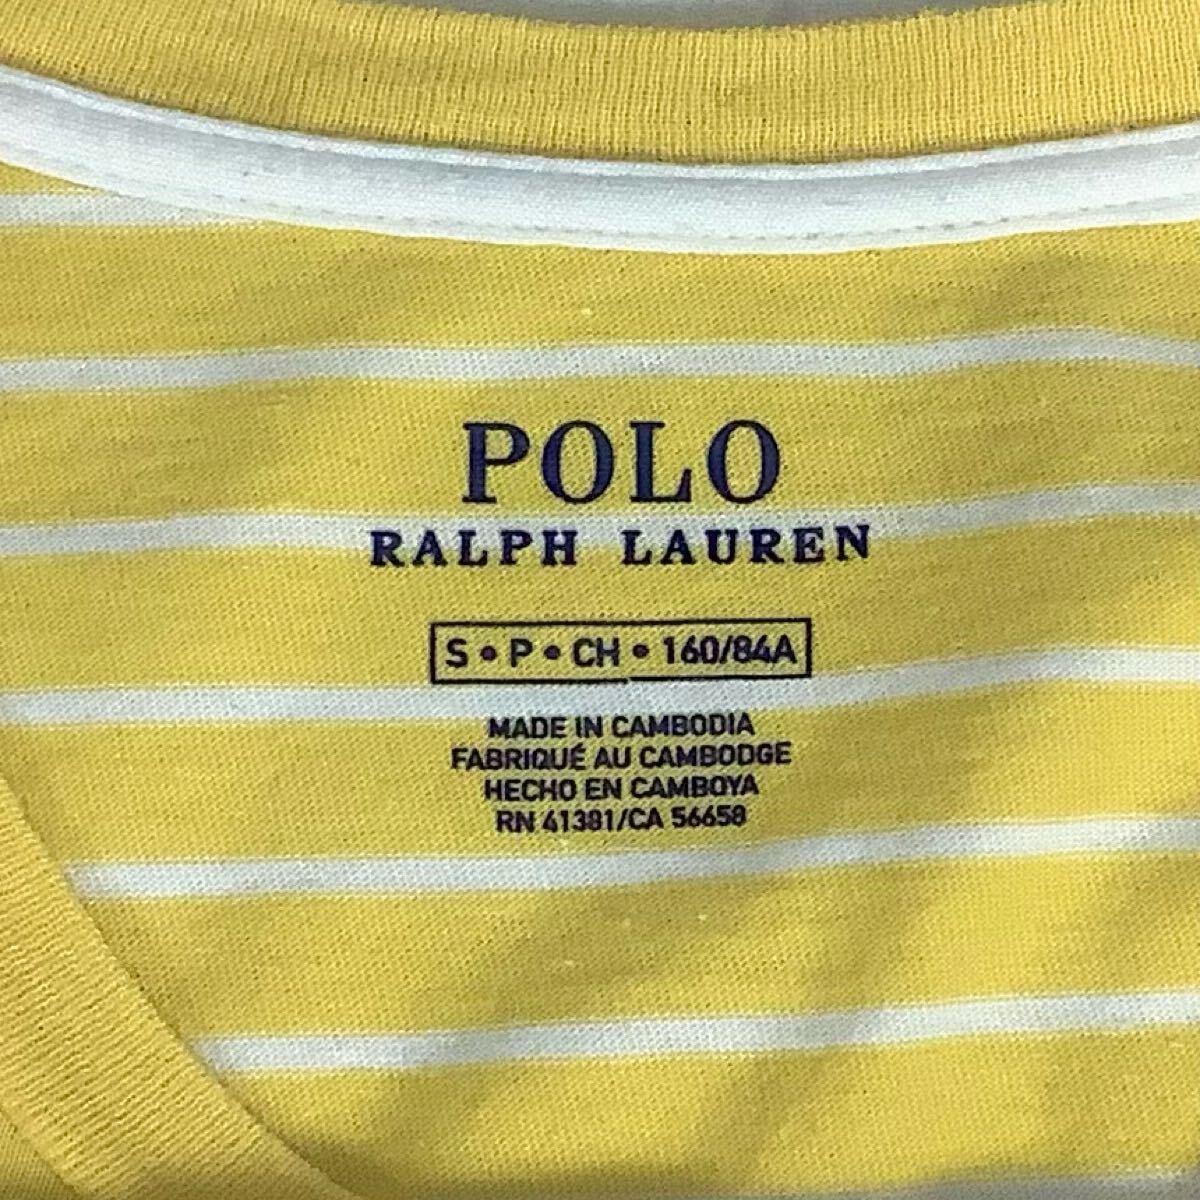 POLO
RALPH LAUREN
S • P • CH • 160/84A
MADE IN CAMBODIA
FABRIQUÉ AU CAMBODGE
HECHO EN CAMBOYA
RN 41381/CA 56658